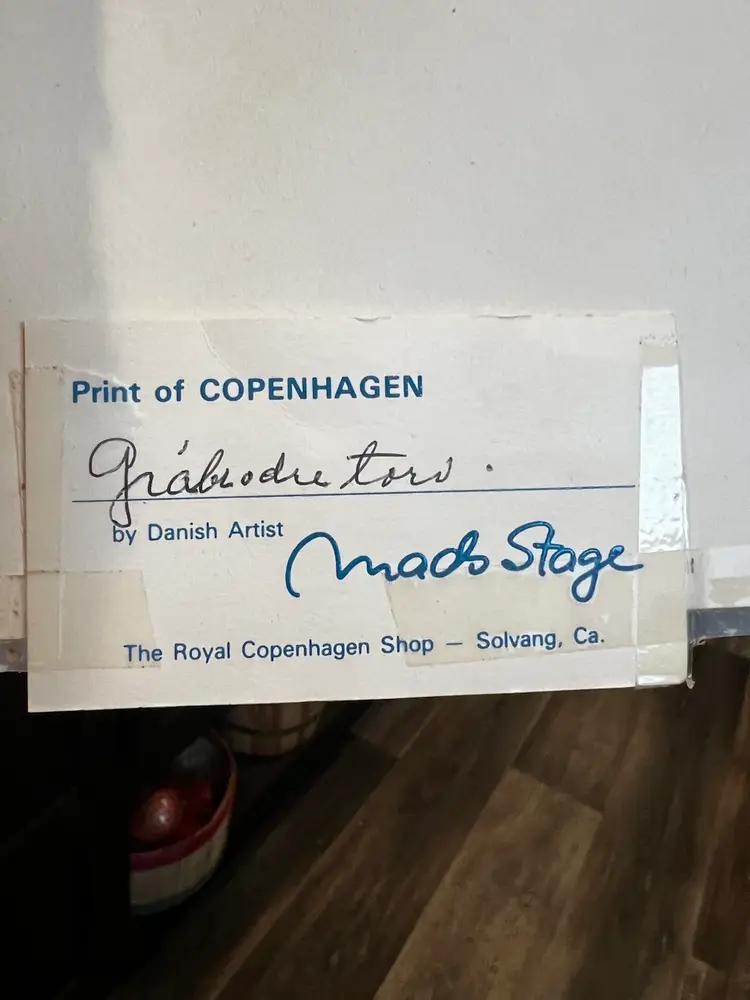 Print of COPENHAGEN
Gråbrodre torv.
by Danish Artist
Mads Stage
The Royal Copenhagen Shop — Solvang, Ca.